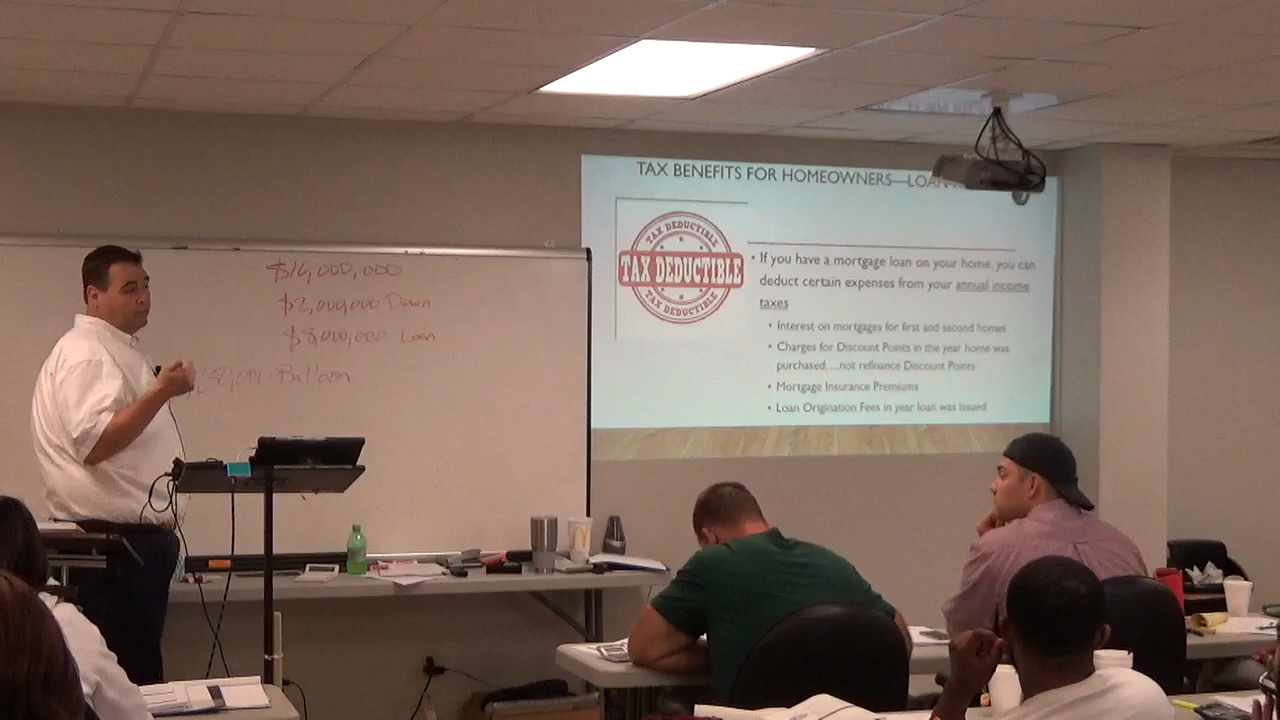 TAX BENEFITS FOR HOMEOWNERS—LOAN
TAX DEDUCTIBLE
TAX DEDUCTIBLE
TAX DEDUCTIBLE
• If you have a mortgage loan on your home, you can
deduct certain expenses from your annual income
taxes
• Interest on mortgages for first and second homes
• Charges for Discount Points in the year home was
purchased….not refinance Discount Points
• Mortgage Insurance Premiums
• Loan Origination Fees in year loan was issued
$10,000,000
$2,000,000 Down
$8,000,000 Loan
Balloon